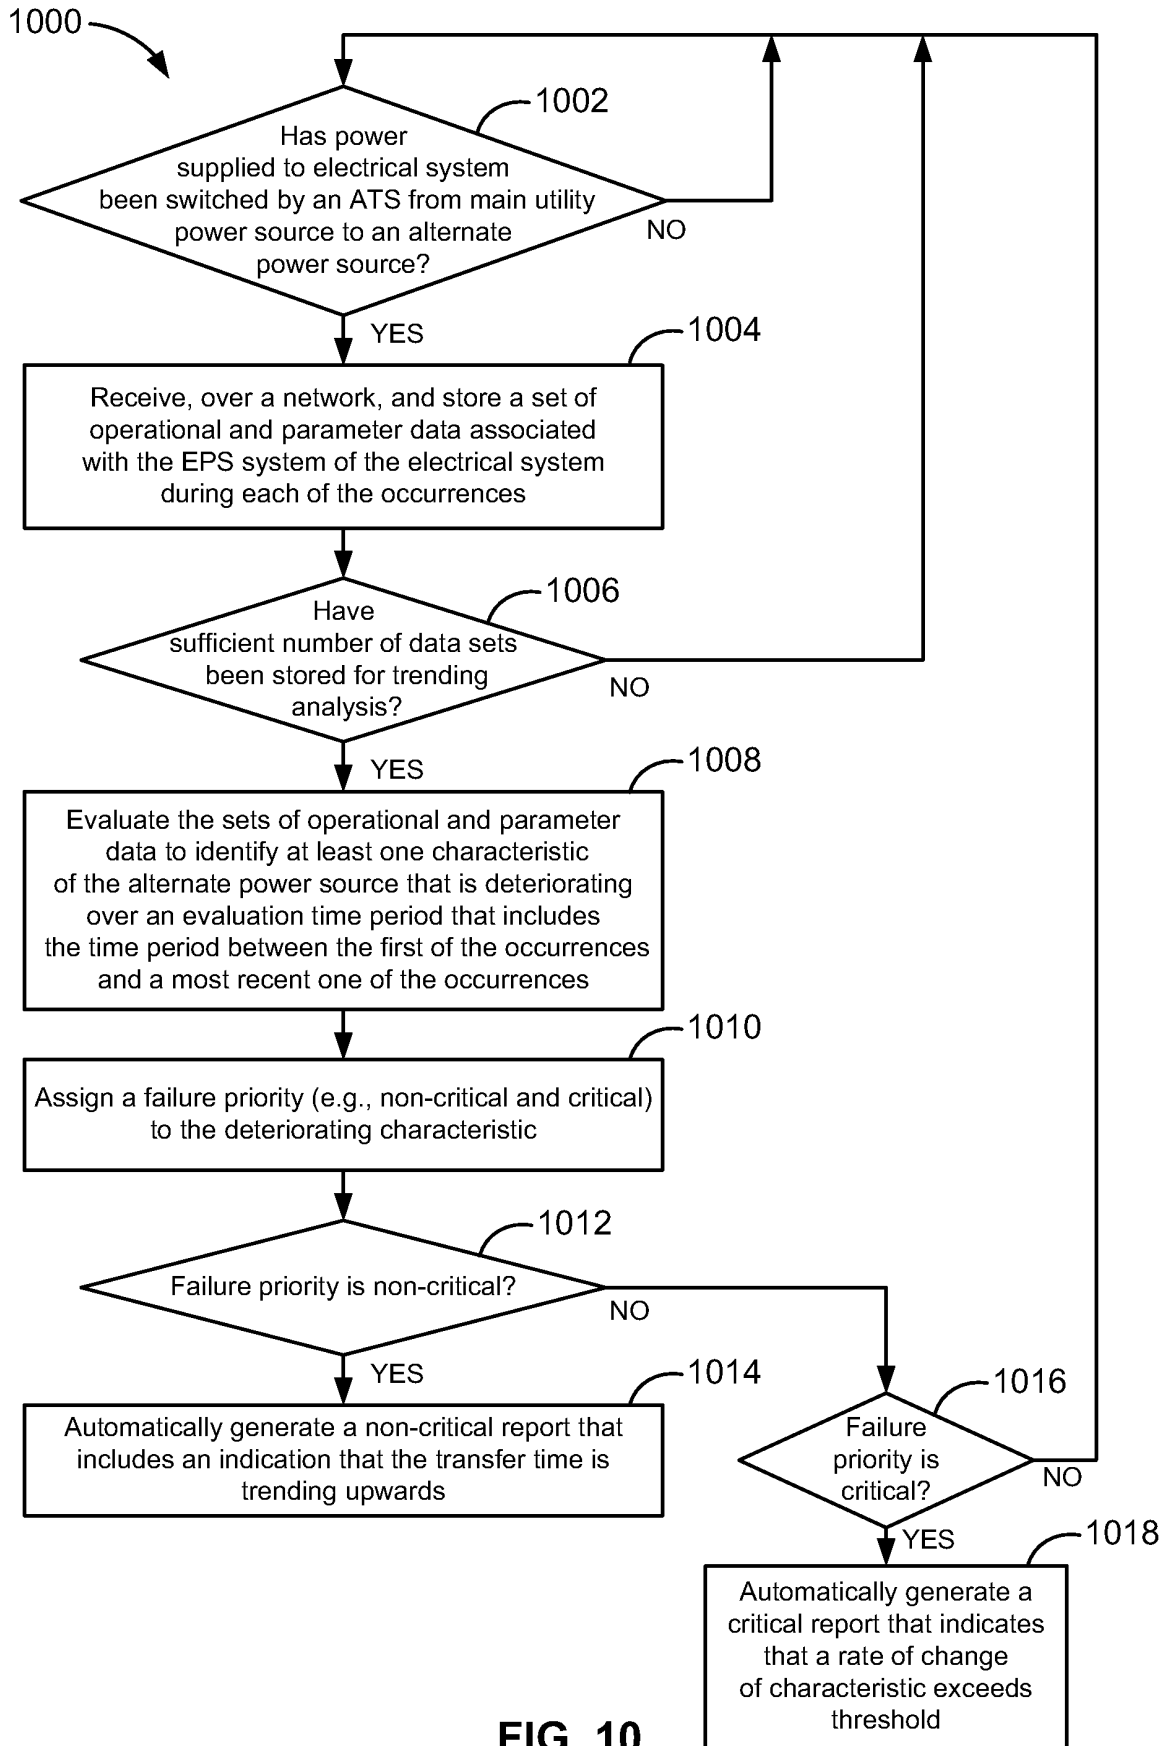 1000
1002
Has power
supplied to electrical system
been switched by an ATS from main utility
power source to an alternate
power source?
NO
YES
1004
Receive, over a network, and store a set of
operational and parameter data associated
with the EPS system of the electrical system
during each of the occurrences
1006
Have
sufficient number of data sets
been stored for trending
analysis?
NO
YES
1008
Evaluate the sets of operational and parameter
data to identify at least one characteristic
of the alternate power source that is deteriorating
over an evaluation time period that includes
the time period between the first of the occurrences
and a most recent one of the occurrences
1010
Assign a failure priority (e.g., non-critical and critical)
to the deteriorating characteristic
1012
Failure priority is non-critical?
NO
YES
1014
Automatically generate a non-critical report that
includes an indication that the transfer time is
trending upwards
1016
Failure
priority is
critical?
NO
YES
1018
Automatically generate a
critical report that indicates
that a rate of change
of characteristic exceeds
threshold
FIG. 10